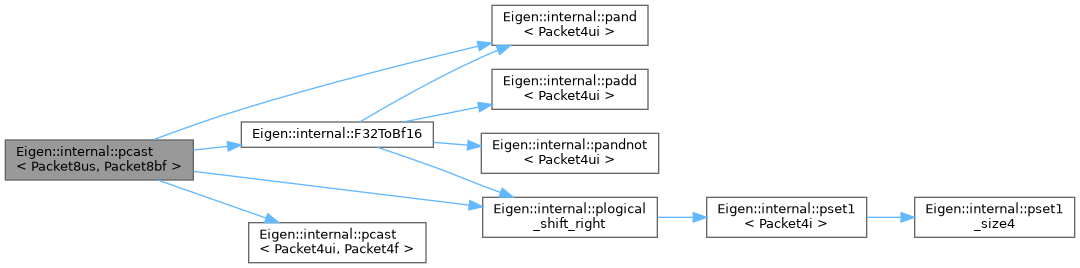 Eigen::internal::pcast
< Packet8us, Packet8bf >
Eigen::internal::pand
< Packet4ui >
Eigen::internal::F32ToBf16
Eigen::internal::padd
< Packet4ui >
Eigen::internal::pandnot
< Packet4ui >
Eigen::internal::plogical
_shift_right
Eigen::internal::pset1
< Packet4i >
Eigen::internal::pset1
_size4
Eigen::internal::pcast
< Packet4ui, Packet4f >